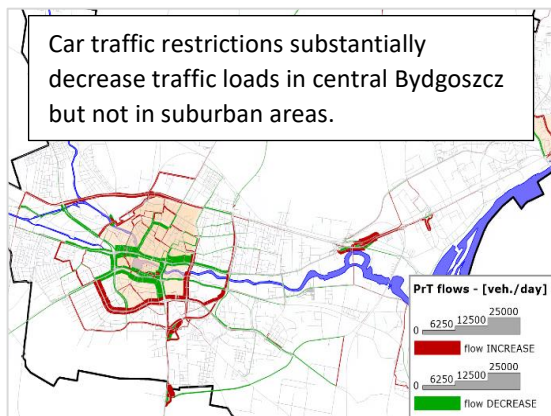 Car traffic restrictions substantially
decrease traffic loads in central Bydgoszcz
but not in suburban areas.
PrT flows - [veh./day]
0 6250 12500 25000
flow INCREASE
0 6250 12500 25000
flow DECREASE